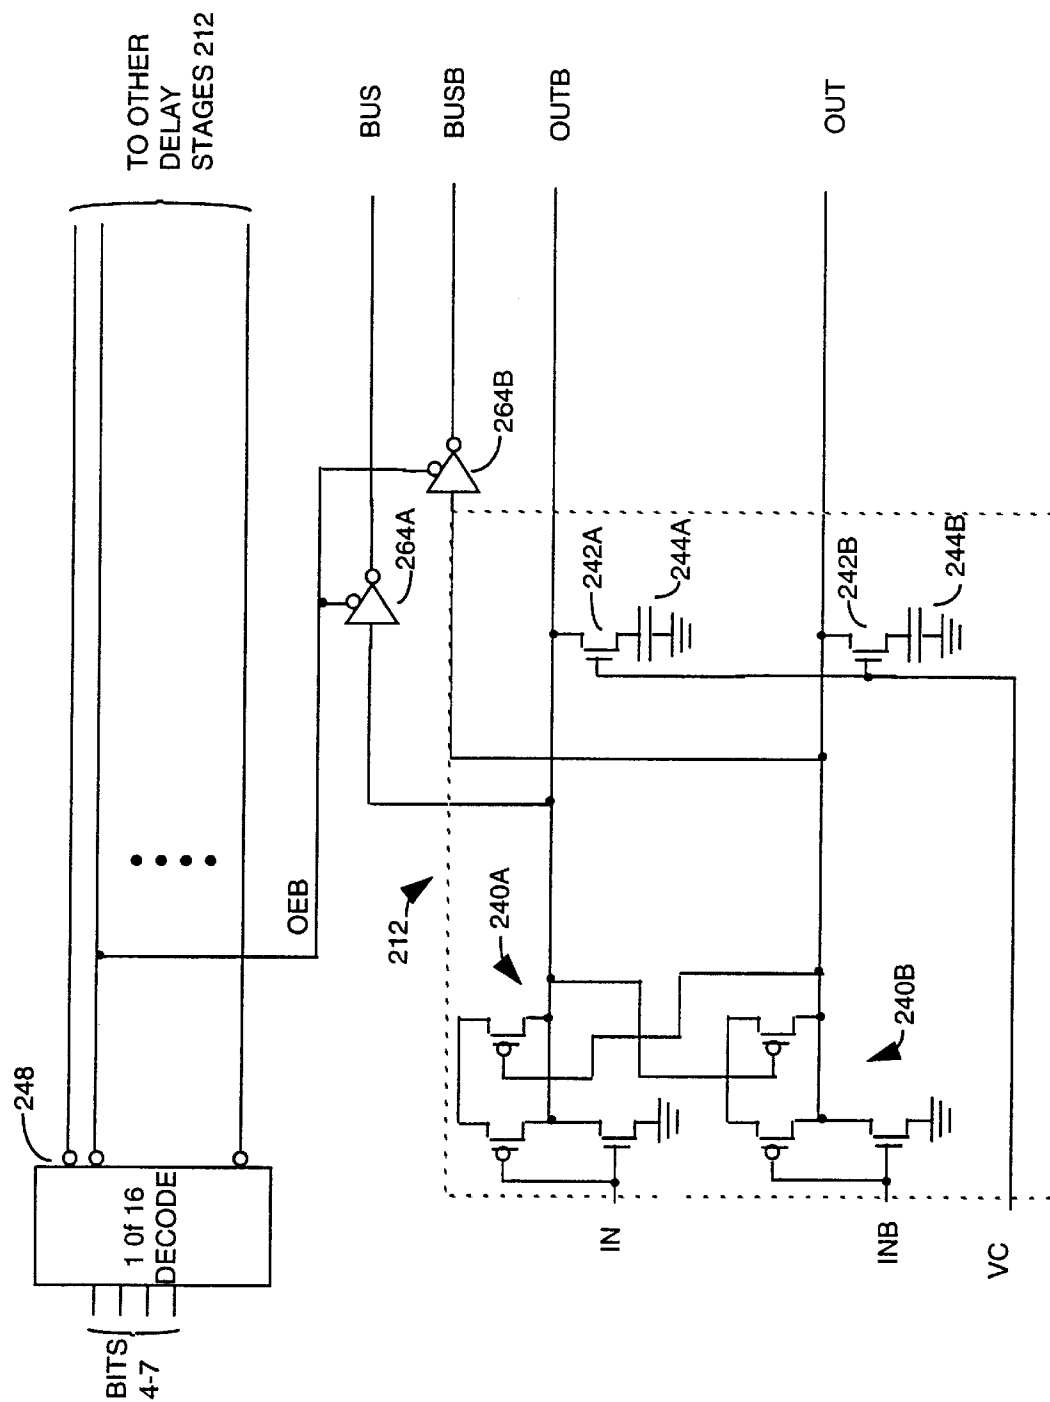 BITS
4-7
1 Of 16
DECODE
248
TO OTHER
DELAY
STAGES 212
OEB
BUS
BUSB
OUTB
OUT
264A
264B
212
240A
240B
242A
244A
242B
244B
IN
INB
VC